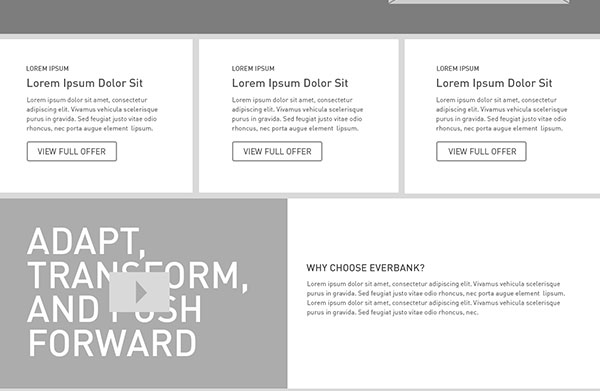 LOREM IPSUM
Lorem Ipsum Dolor Sit
Lorem ipsum dolor sit amet, consectetur
adipiscing elit. Vivamus vehicula scelerisque
purus in gravida. Sed feugiat justo vitae odio
rhoncus, nec porta augue element lipsum.
VIEW FULL OFFER
LOREM IPSUM
Lorem Ipsum Dolor Sit
Lorem ipsum dolor sit amet, consectetur
adipiscing elit. Vivamus vehicula scelerisque
purus in gravida. Sed feugiat justo vitae odio
rhoncus, nec porta augue element lipsum.
VIEW FULL OFFER
LOREM IPSUM
Lorem Ipsum Dolor Sit
Lorem ipsum dolor sit amet, consectetur
adipiscing elit. Vivamus vehicula scelerisque
purus in gravida. Sed feugiat justo vitae odio
rhoncus, nec porta augue element lipsum.
VIEW FULL OFFER
ADAPT,
TRANSFORM,
AND PUSH
FORWARD
WHY CHOOSE EVERBANK?
Lorem ipsum dolor sit amet, consectetur adipiscing elit. Vivamus vehicula scelerisque
purus in gravida. Sed feugiat justo vitae odio rhoncus, nec porta augue element lipsum.
Lorem ipsum dolor sit amet, consectetur adipiscing elit. Vivamus vehicula scelerisque
purus in gravida. Sed feugiat justo vitae odio rhoncus, nec.